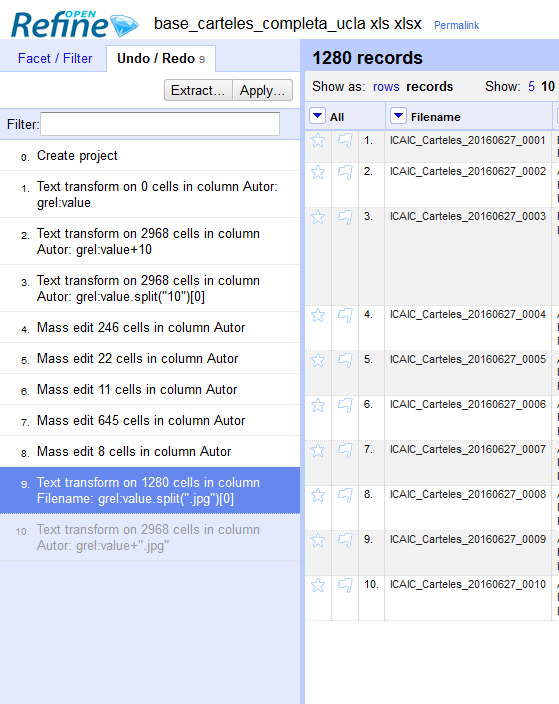 OPEN
Refine
base_carteles_completa_ucla xls xlsx Permalink
Facet / Filter Undo / Redo 9
Extract... Apply...
Filter:
0. Create project
1. Text transform on 0 cells in column Autor:
grel:value
2. Text transform on 2968 cells in column
Autor: grel:value+10
3. Text transform on 2968 cells in column
Autor: grel:value.split("10")[0]
4. Mass edit 246 cells in column Autor
5. Mass edit 22 cells in column Autor
6. Mass edit 11 cells in column Autor
7. Mass edit 645 cells in column Autor
8. Mass edit 8 cells in column Autor
9. Text transform on 1280 cells in column
Filename: grel:value.split(".jpg")[0]
10. Text transform on 2968 cells in column
Autor: grel:value+".jpg"
1280 records
Show as: rows records Show: 5 10
All Filename
1. ICAIC_Carteles_20160627_0001
2. ICAIC_Carteles_20160627_0002
3. ICAIC_Carteles_20160627_0003
4. ICAIC_Carteles_20160627_0004
5. ICAIC_Carteles_20160627_0005
6. ICAIC_Carteles_20160627_0006
7. ICAIC_Carteles_20160627_0007
8. ICAIC_Carteles_20160627_0008
9. ICAIC_Carteles_20160627_0009
10. ICAIC_Carteles_20160627_0010